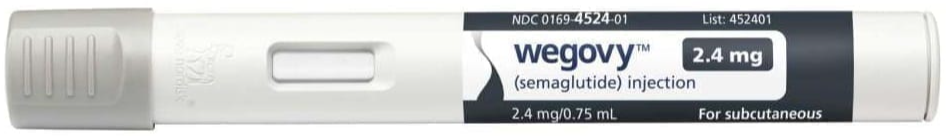 NDC 0169-4524-01 List: 452401
wegovy™ 2.4 mg
(semaglutide) injection
2.4 mg/0.75 mL For subcutaneous